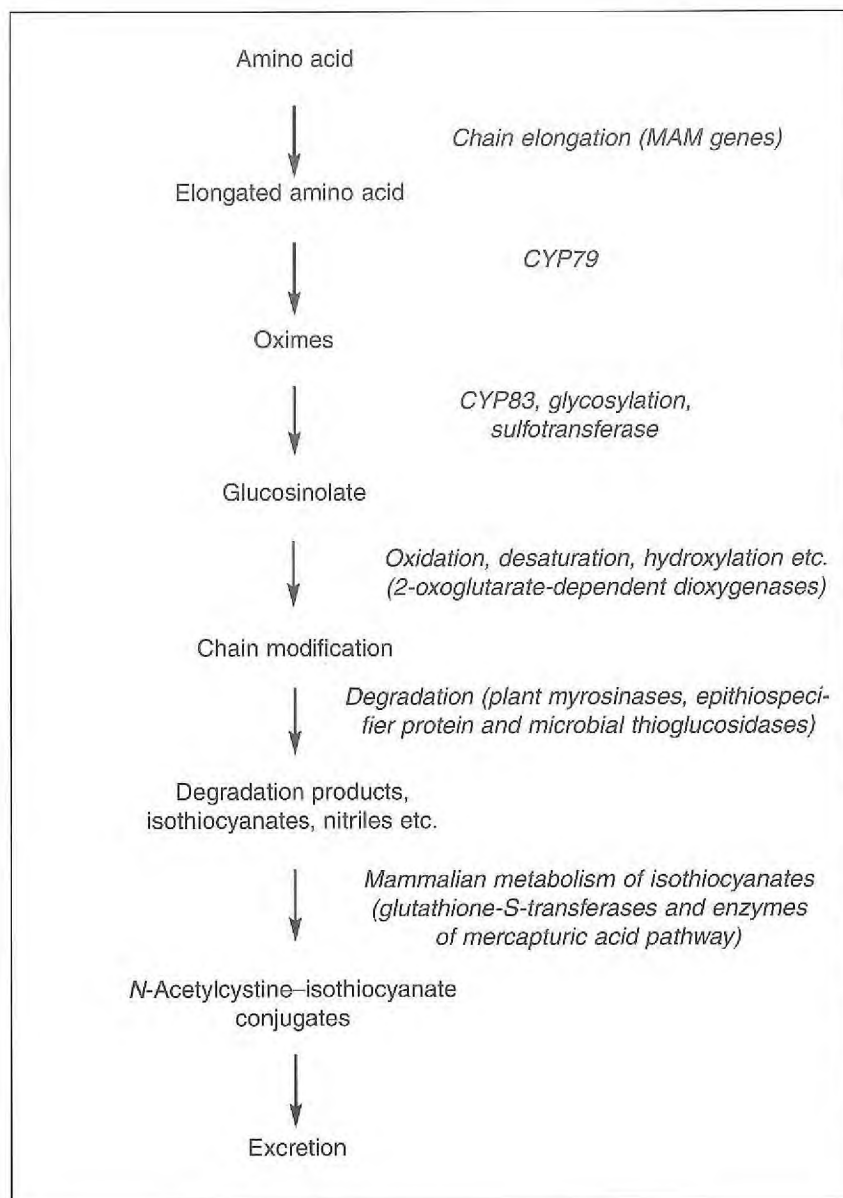 Amino acid
Chain elongation (MAM genes)
Elongated amino acid
CYP79
Oximes
CYP83, glycosylation,
sulfotransferase
Glucosinolate
Oxidation, desaturation, hydroxylation etc.
(2-oxoglutarate-dependent dioxygenases)
Chain modification
Degradation (plant myrosinases, epithiospeci-
fier protein and microbial thioglucosidases)
Degradation products,
isothiocyanates, nitriles etc.
Mammalian metabolism of isothiocyanates
(glutathione-S-transferases and enzymes
of mercapturic acid pathway)
N-Acetylcystine–isothiocyanate
conjugates
Excretion